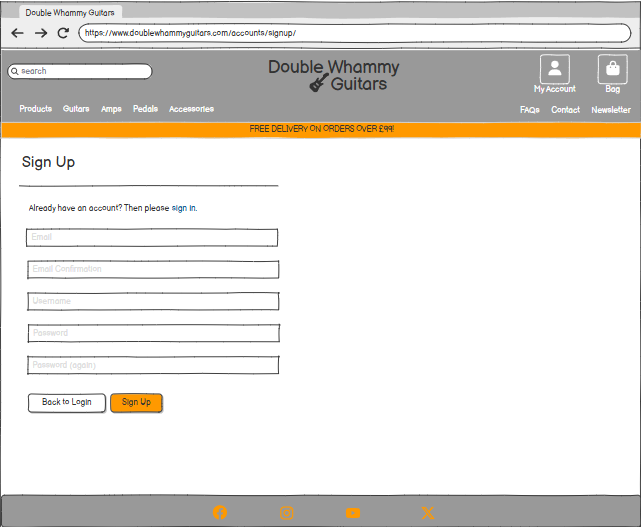 Double Whammy Guitars
https://www.doublewhammyguitars.com/accounts/signup/
search
Double Whammy
Guitars
My Account
Bag
Products Guitars Amps Pedals Accessories
FAQs Contact Newsletter
FREE DELIVERY ON ORDERS OVER £99!
Sign Up
Already have an account? Then please sign in.
Email
Email Confirmation
Username
Password
Password (again)
Back to Login
Sign Up